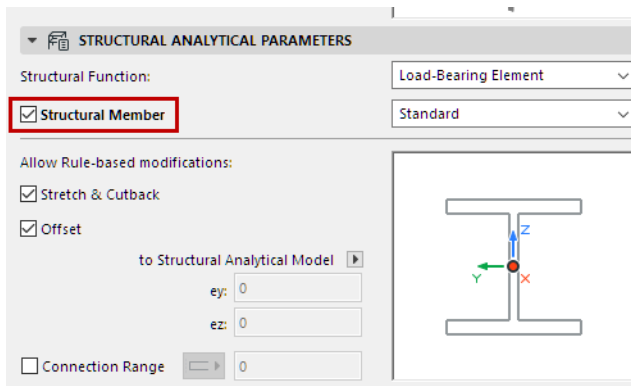 STRUCTURAL ANALYTICAL PARAMETERS
Structural Function: Load-Bearing Element
Structural Member Standard
Allow Rule-based modifications:
Stretch & Cutback
Offset
to Structural Analytical Model
ey: 0
ez: 0
Connection Range 0
Z
Y X